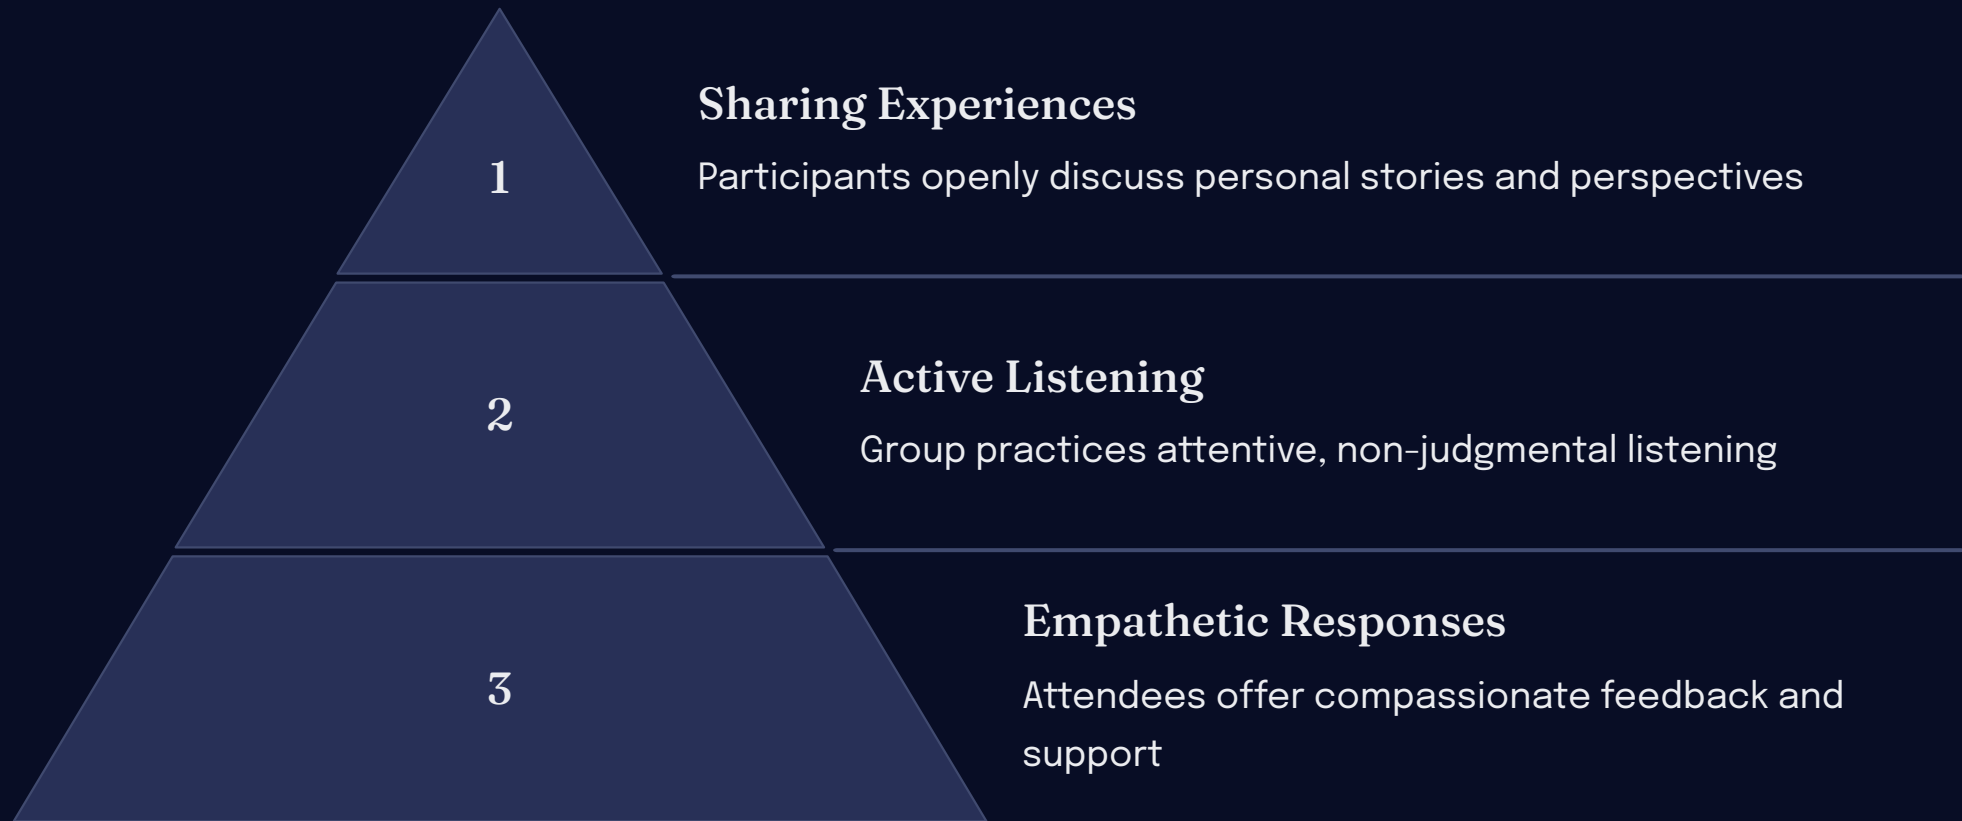 1
Sharing Experiences
Participants openly discuss personal stories and perspectives
2
Active Listening
Group practices attentive, non-judgmental listening
3
Empathetic Responses
Attendees offer compassionate feedback and
support